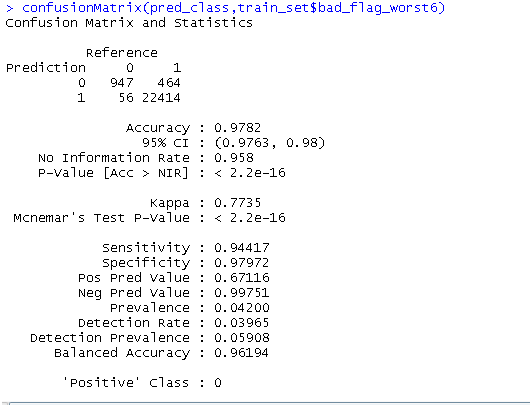 > confusionMatrix(pred_class,train_set$bad_flag_worst6)
Confusion Matrix and Statistics
Reference
Prediction 0 1
0 947 464
1 56 22414
Accuracy : 0.9782
95% CI : (0.9763, 0.98)
No Information Rate : 0.958
P-Value [Acc > NIR] : < 2.2e-16
Kappa : 0.7735
Mcnemar's Test P-Value : < 2.2e-16
Sensitivity : 0.94417
Specificity : 0.97972
Pos Pred Value : 0.67116
Neg Pred Value : 0.99751
Prevalence : 0.04200
Detection Rate : 0.03965
Detection Prevalence : 0.05908
Balanced Accuracy : 0.96194
'Positive' Class : 0